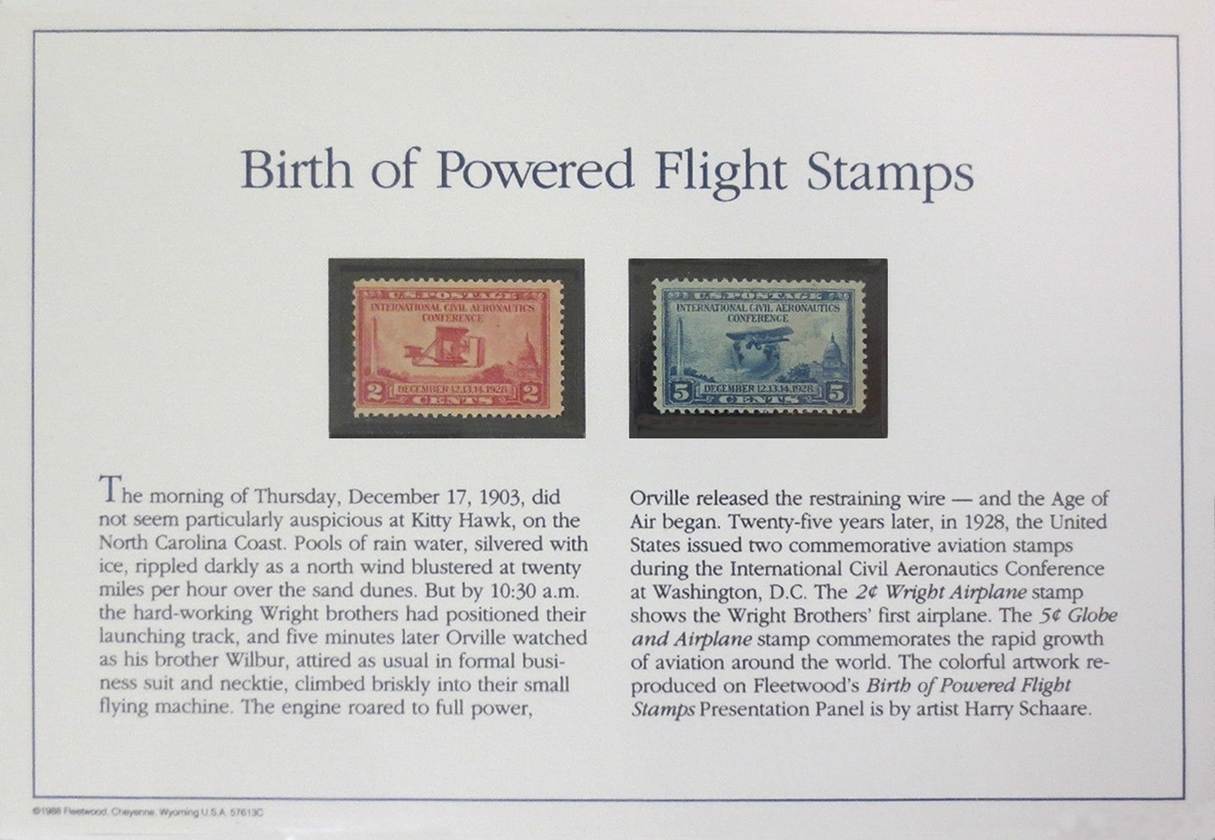 Birth of Powered Flight Stamps
U.S. POSTAGE
INTERNATIONAL CIVIL AERONAUTICS
CONFERENCE
2 DECEMBER 12.13.14.1928 2
CENTS
U.S. POSTAGE
INTERNATIONAL CIVIL AERONAUTICS
CONFERENCE
5 DECEMBER 12.13.14.1928 5
CENTS
The morning of Thursday, December 17, 1903, did
not seem particularly auspicious at Kitty Hawk, on the
North Carolina Coast. Pools of rain water, silvered with
ice, rippled darkly as a north wind blustered at twenty
miles per hour over the sand dunes. But by 10:30 a.m.
the hard-working Wright brothers had positioned their
launching track, and five minutes later Orville watched
as his brother Wilbur, attired as usual in formal busi-
ness suit and necktie, climbed briskly into their small
flying machine. The engine roared to full power,
Orville released the restraining wire — and the Age of
Air began. Twenty-five years later, in 1928, the United
States issued two commemorative aviation stamps
during the International Civil Aeronautics Conference
at Washington, D.C. The 2¢ Wright Airplane stamp
shows the Wright Brothers' first airplane. The 5¢ Globe
and Airplane stamp commemorates the rapid growth
of aviation around the world. The colorful artwork re-
produced on Fleetwood's Birth of Powered Flight
Stamps Presentation Panel is by artist Harry Schaare.
©1988 Fleetwood, Cheyenne, Wyoming U.S.A. 57613C